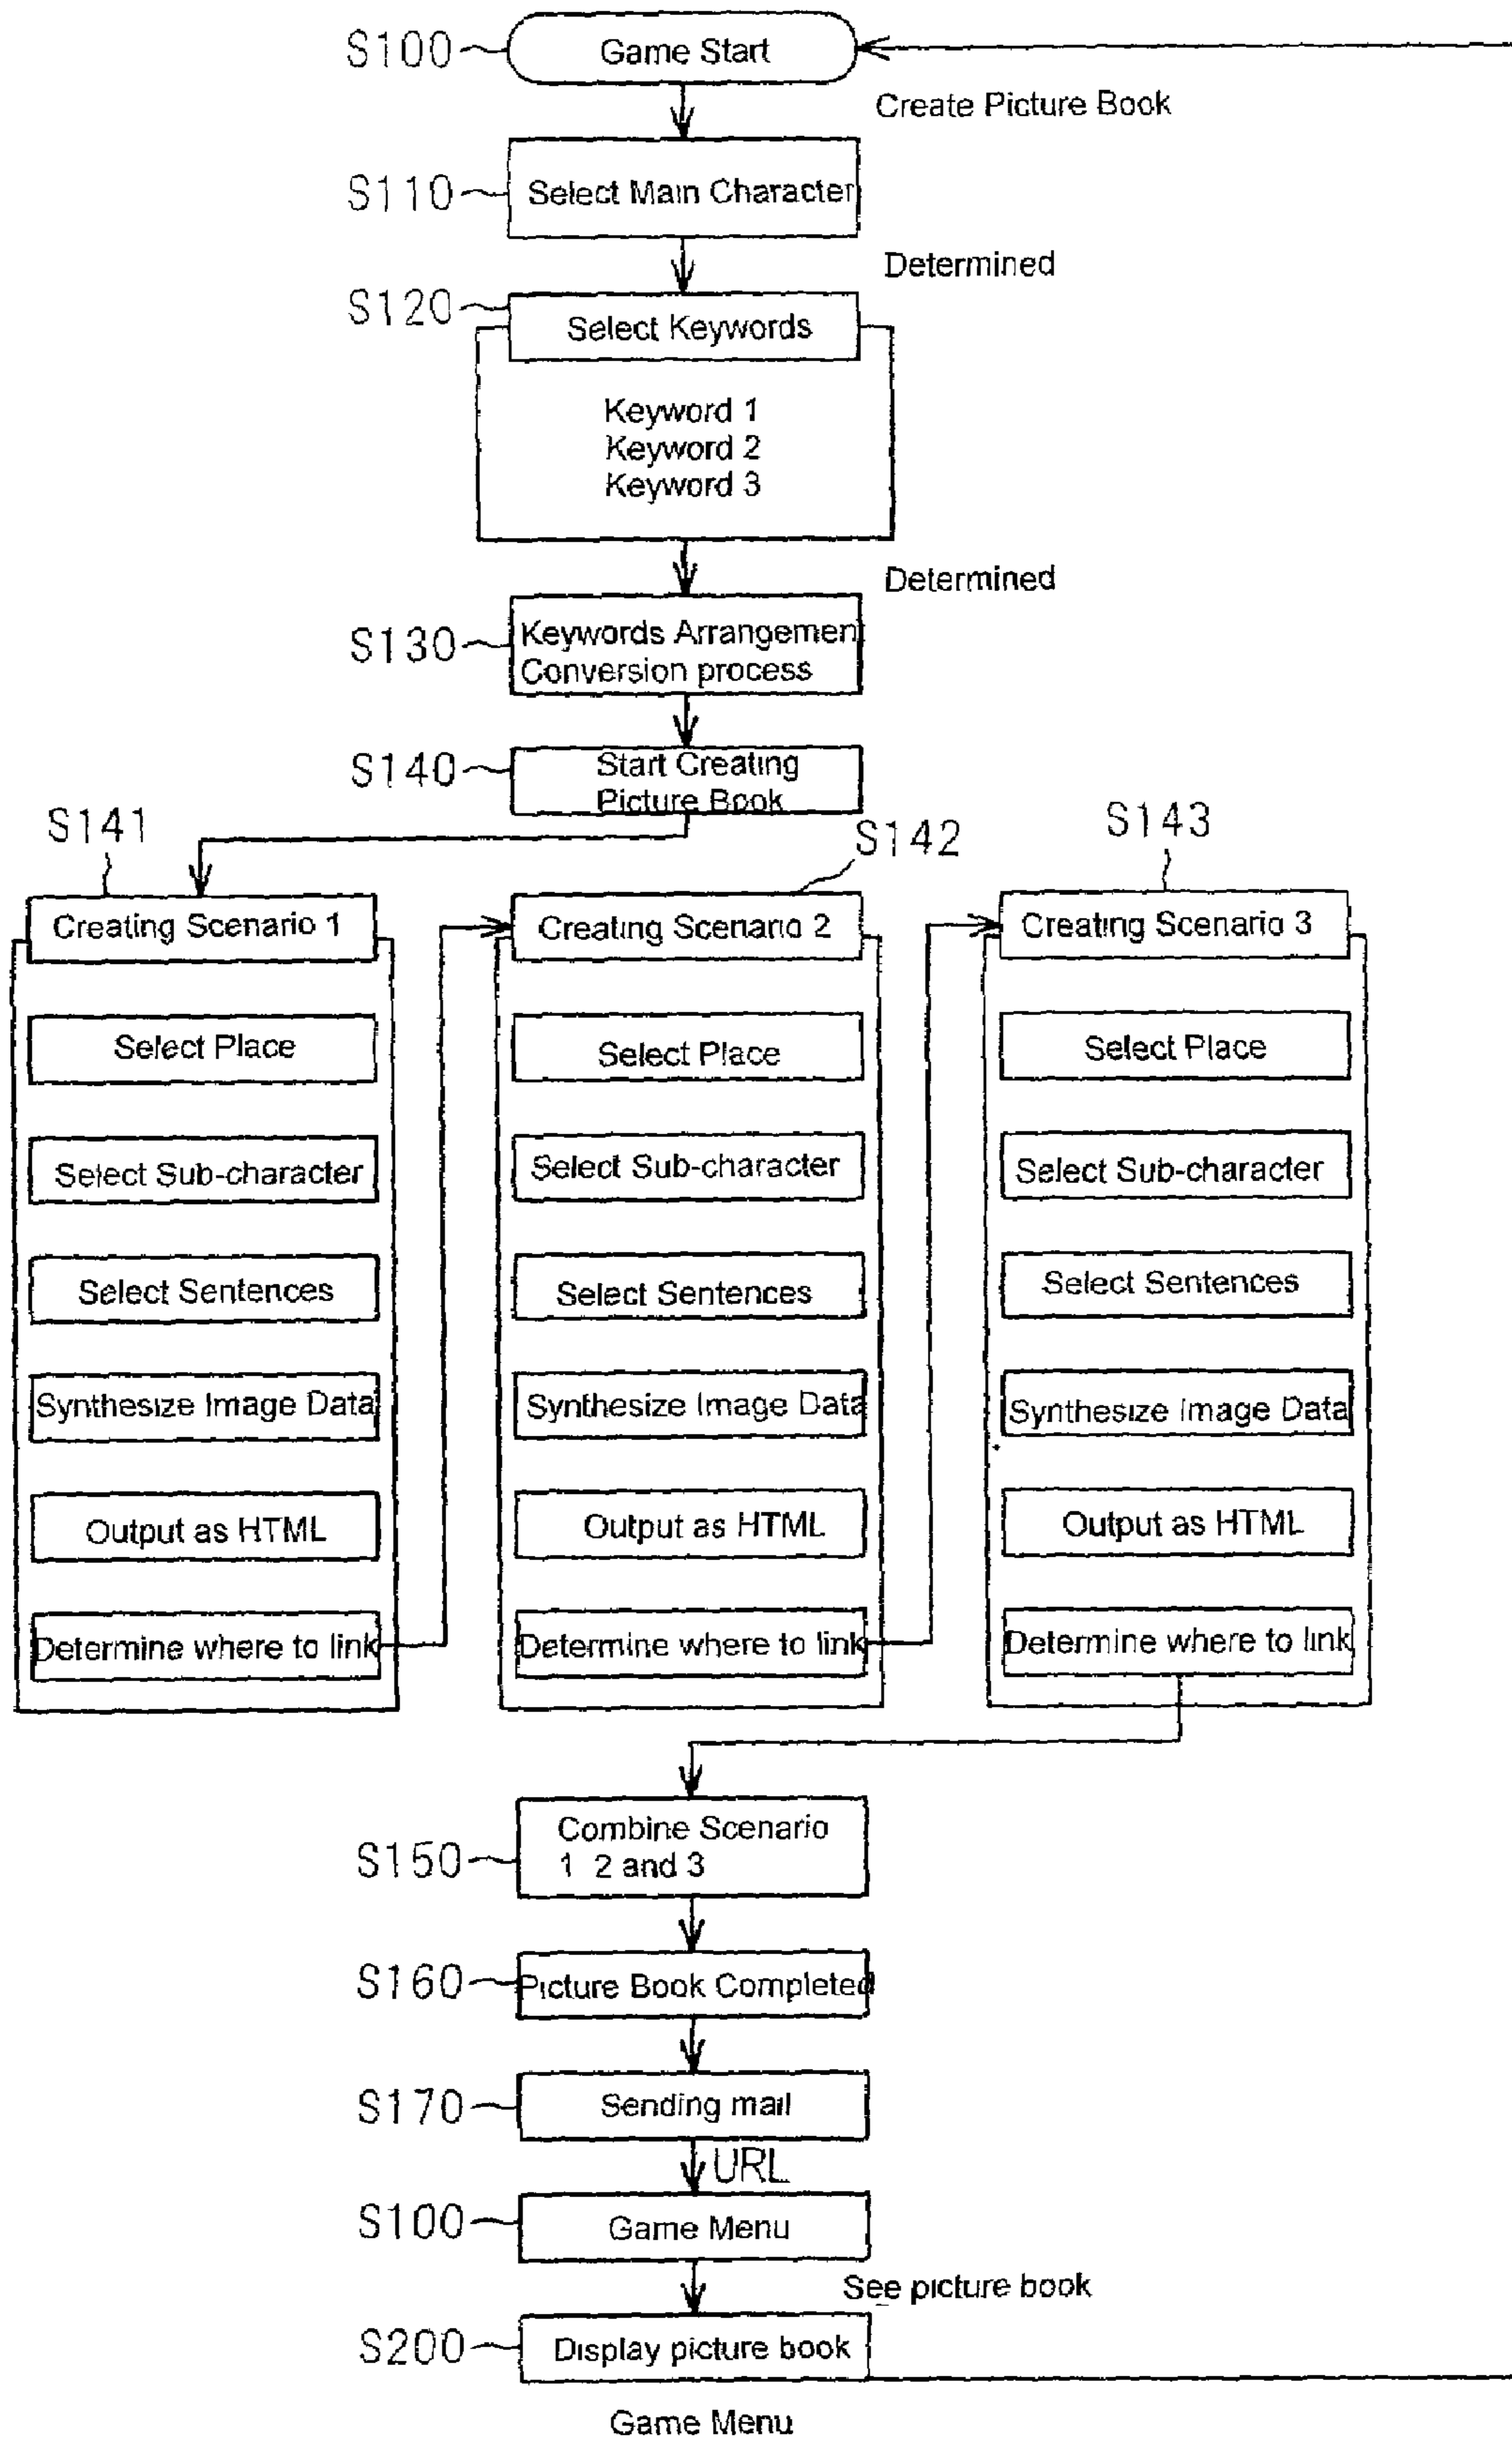 S100
Game Start
Create Picture Book
S110
Select Main Character
Determined
S120
Select Keywords
Keyword 1
Keyword 2
Keyword 3
Determined
S130
Keywords Arrangemen
Conversion process
S140
Start Creating
Picture Book
S141
Creating Scenario 1
Select Place
Select Sub-character
Select Sentences
Synthesize Image Data
Output as HTML
Determine where to link
S142
Creating Scenario 2
Select Place
Select Sub-character
Select Sentences
Synthesize Image Data
Output as HTML
Determine where to link
S143
Creating Scenario 3
Select Place
Select Sub-character
Select Sentences
Synthesize Image Data
Output as HTML
Determine where to link
S150
Combine Scenario
1 2 and 3
S160
Picture Book Completed
S170
Sending mail
URL
S100
Game Menu
See picture book
S200
Display picture book
Game Menu